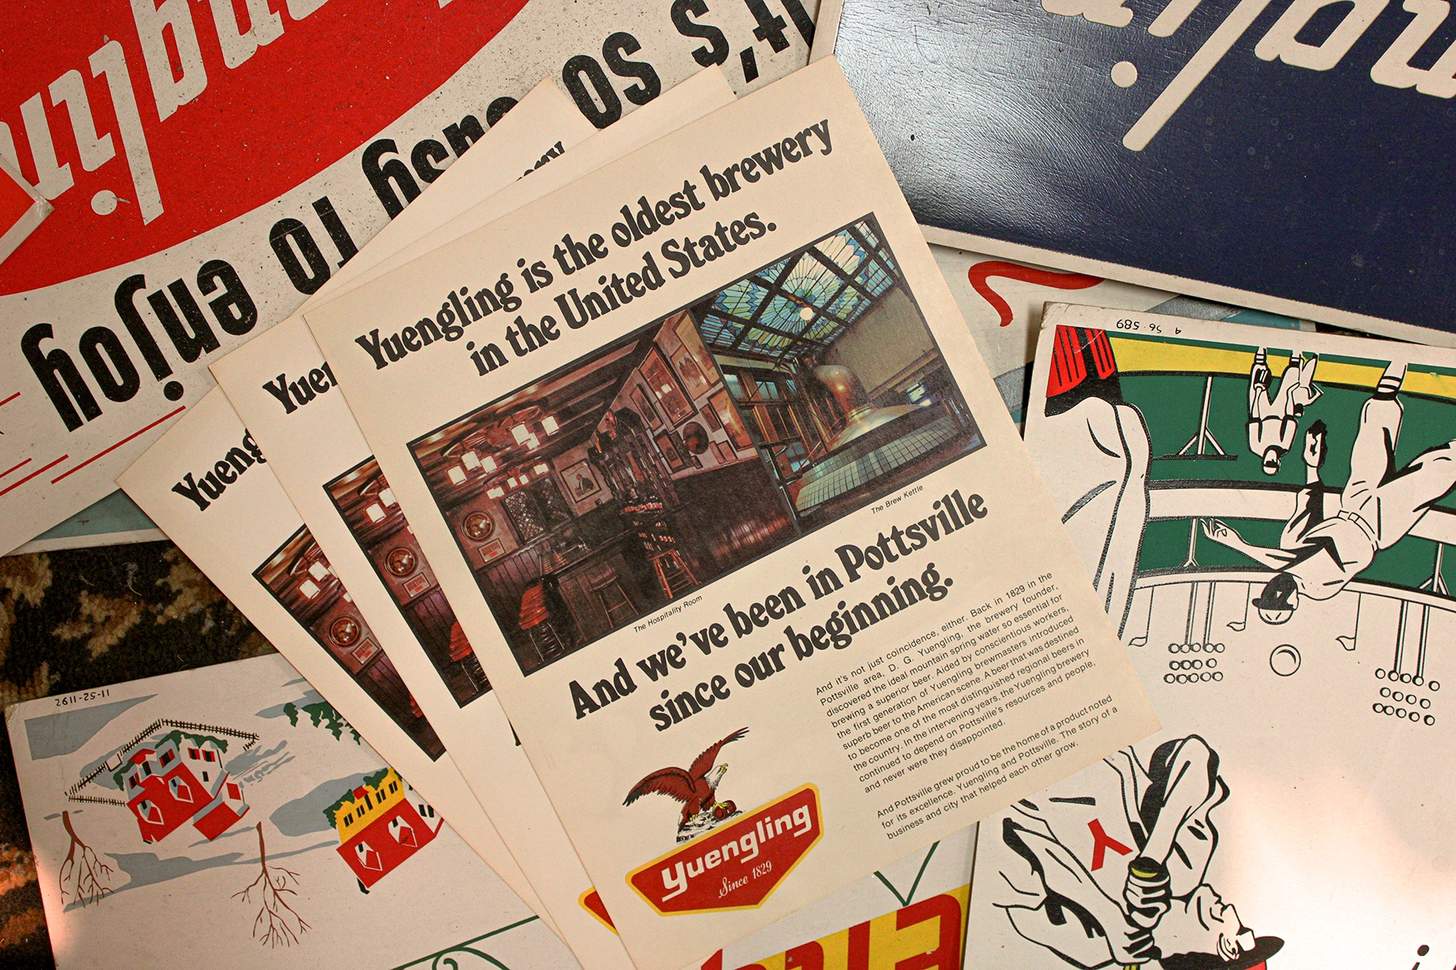 it's so easy to enjoy
Yuengling is the oldest brewery
in the United States.
The Hospitality Room
The Brew Kettle
And we've been in Pottsville
since our beginning.
And it's not just coincidence, either. Back in 1829 in the
Pottsville area, D. G. Yuengling, the brewery founder,
discovered the ideal mountain spring water so essential for
brewing a superior beer. Aided by conscientious workers,
the first generation of Yuengling brewmasters introduced
superb beer to the American scene. A beer that was destined
to become one of the most distinguished regional beers in
the country. In the intervening years, the Yuengling brewery
continued to depend on Pottsville's resources and people,
and never were they disappointed.
And Pottsville grew proud to be the home of a product noted
for its excellence. Yuengling and Pottsville. The story of a
business and city that helped each other grow.
Yuengling
Since 1829
Yuen
Yueng
A 56-589
11-52-1192
Y